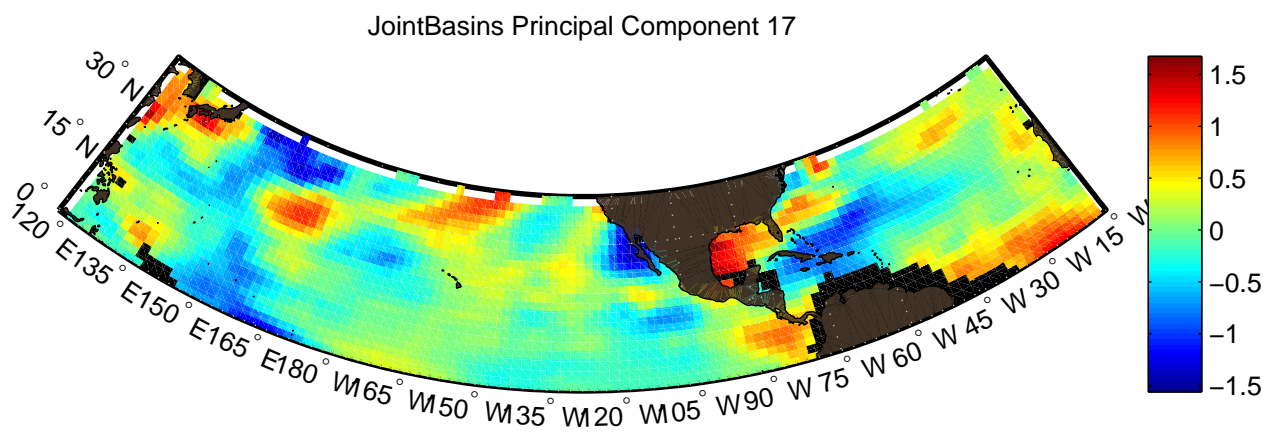 JointBasins Principal Component 17
30° N
15° N
0°
120° E
135° E
150° E
165° E
180° W
165° W
150° W
135° W
120° W
105° W
90° W
75° W
60° W
45° W
30° W
15° W
1.5
1
0.5
0
−0.5
−1
−1.5